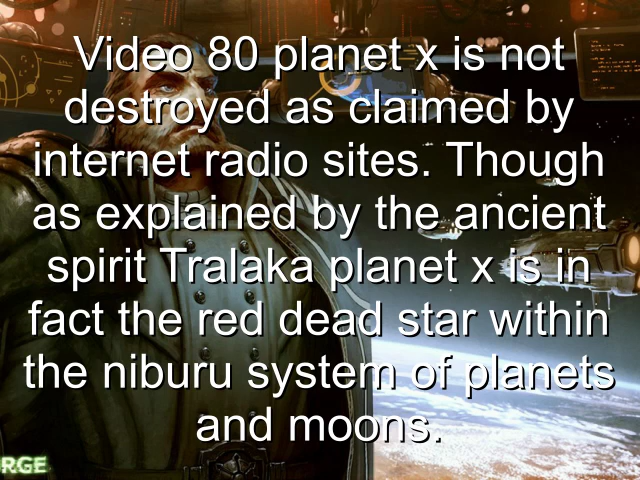 Video 80 planet x is not
destroyed as claimed by
internet radio sites. Though
as explained by the ancient
spirit Tralaka planet x is in
fact the red dead star within
the niburu system of planets
and moons.
RGE